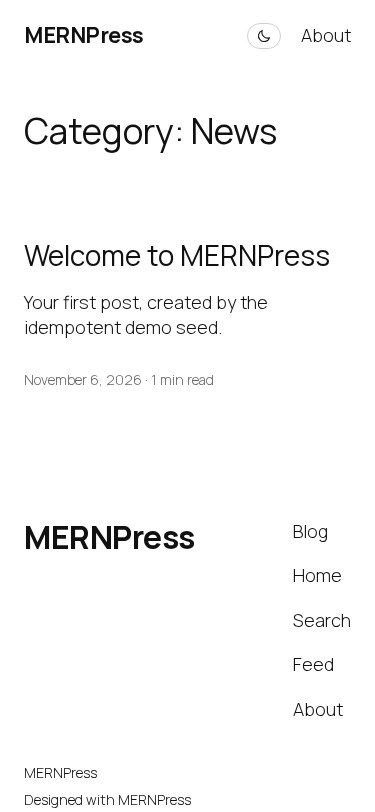 MERNPress
About
Category: News
Welcome to MERNPress
Your first post, created by the
idempotent demo seed.
November 6, 2026 · 1 min read
MERNPress
Blog
Home
Search
Feed
About
MERNPress
Designed with MERNPress